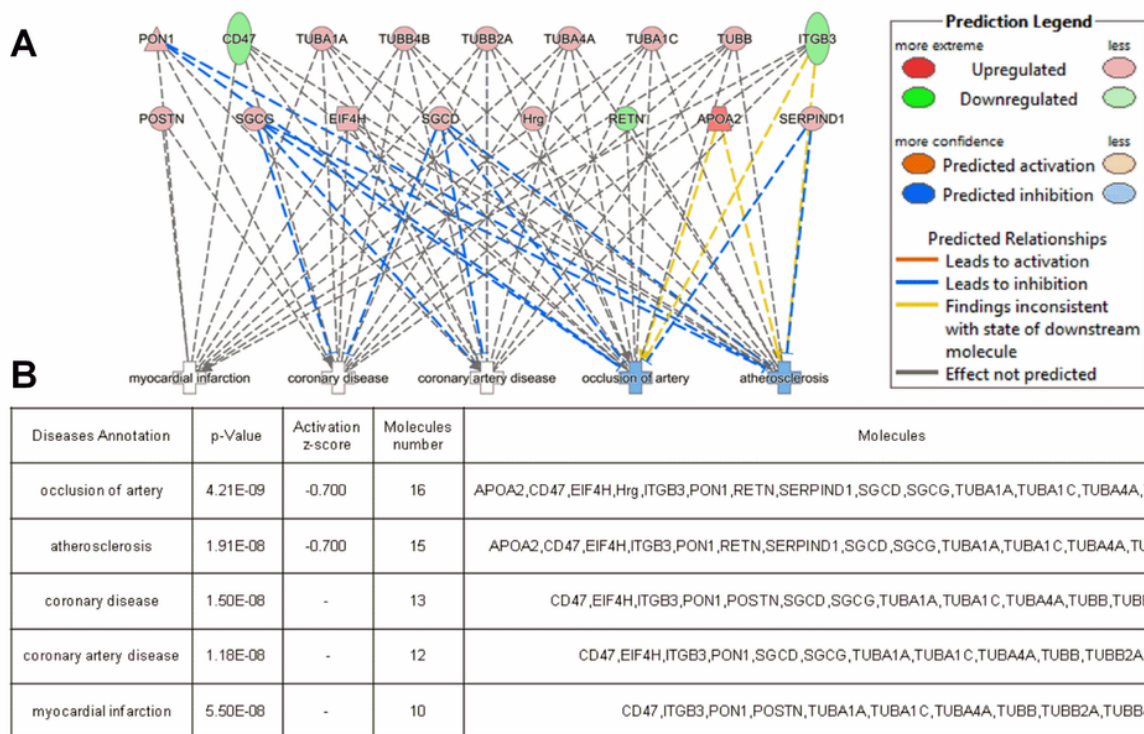 A
PON1 CD47 TUBA1A TUBB4B TUBB2A TUBA4A TUBA1C TUBB ITGB3
POSTN SGCG EIF4H SGCD Hrg RETN APOA2 SERPIND1
myocardial infarction coronary disease coronary artery disease occlusion of artery atherosclerosis
Prediction Legend
more extreme less
Upregulated
Downregulated
more confidence less
Predicted activation
Predicted inhibition
Predicted Relationships
Leads to activation
Leads to inhibition
Findings inconsistent
with state of downstream
molecule
Effect not predicted
B
Diseases Annotation p-Value Activation z-score Molecules number Molecules
occlusion of artery 4.21E-09 -0.700 16 APOA2,CD47,EIF4H,Hrg,ITGB3,PON1,RETN,SERPIND1,SGCD,SGCG,TUBA1A,TUBA1C,TUBA4A,
atherosclerosis 1.91E-08 -0.700 15 APOA2,CD47,EIF4H,ITGB3,PON1,RETN,SERPIND1,SGCD,SGCG,TUBA1A,TUBA1C,TUBA4A,TU
coronary disease 1.50E-08 - 13 CD47,EIF4H,ITGB3,PON1,POSTN,SGCD,SGCG,TUBA1A,TUBA1C,TUBA4A,TUBB,TUB
coronary artery disease 1.18E-08 - 12 CD47,EIF4H,ITGB3,PON1,SGCD,SGCG,TUBA1A,TUBA1C,TUBA4A,TUBB,TUBB2A
myocardial infarction 5.50E-08 - 10 CD47,ITGB3,PON1,POSTN,TUBA1A,TUBA1C,TUBA4A,TUBB,TUBB2A,TUBB